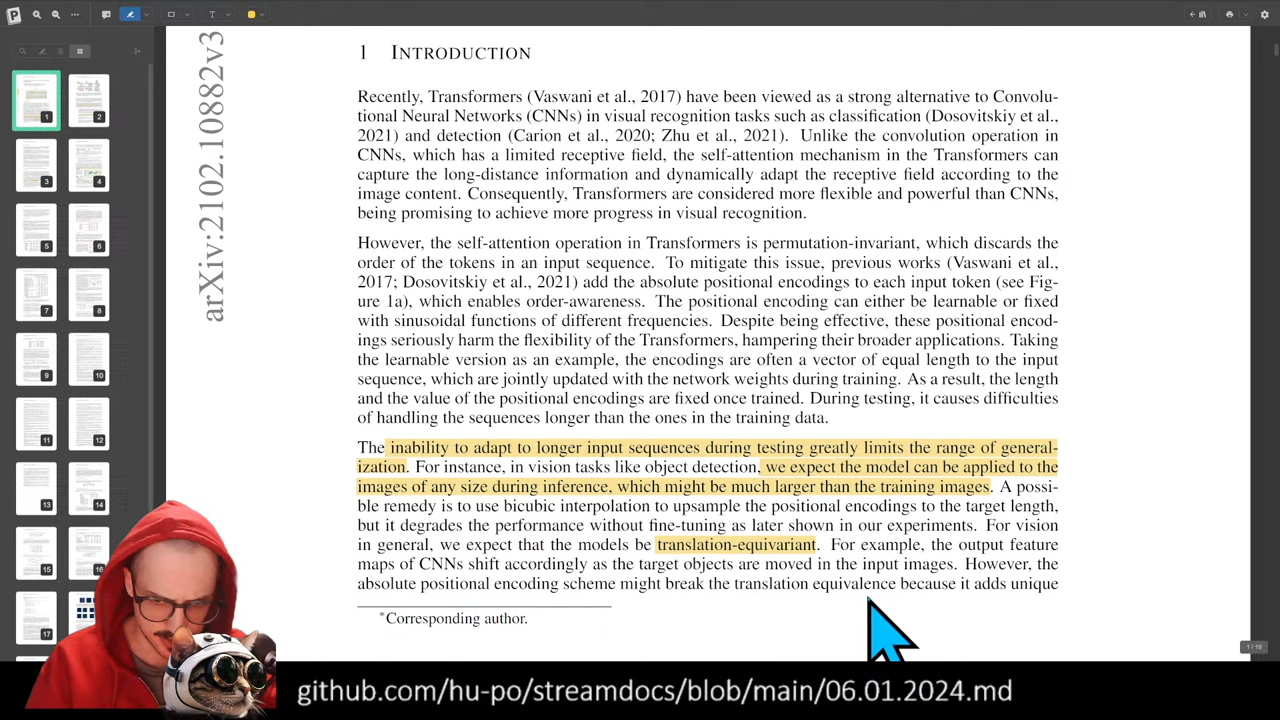 arXiv:2102.10882v3
1 INTRODUCTION
Recently, Transformers (Vaswani et al., 2017) have been viewed as a strong alternative to Convolu-
tional Neural Networks (CNNs) in visual recognition tasks such as classification (Dosovitskiy et al.,
2021) and detection (Carion et al., 2020; Zhu et al., 2021). Unlike the convolution operation in
CNNs, which has a limited receptive field, the self-attention mechanism in the Transformers can
capture the long-distance information and dynamically adapt the receptive field according to the
image content. Consequently, Transformers are considered more flexible and powerful than CNNs,
being promising to achieve more progress in visual recognition.
However, the self-attention operation in Transformers is permutation-invariant, which discards the
order of the tokens in an input sequence. To mitigate this issue, previous works (Vaswani et al.,
2017; Dosovitskiy et al., 2021) add the absolute positional encodings to each input token (see Fig-
ure 1a), which enables order-awareness. The positional encoding can either be learnable or fixed
with sinusoidal functions of different frequencies. Despite being effective, these positional encod-
ings seriously harm the flexibility of the Transformers, hampering their broader applications. Taking
the learnable version as an example, the encodings are often a vector of equal length to the input
sequence, which are jointly updated with the network weights during training. As a result, the length
and the value of the positional encodings are fixed once trained. During testing, it causes difficulties
of handling the sequences longer than the ones in the training data.
The inability to adapt to longer input sequences during testing greatly limits the range of general-
ization. For instance, in vision tasks like object detection, we expect the model can be applied to the
images of any size during inference, which might be much larger than the training images. A possi-
ble remedy is to use bicubic interpolation to upsample the positional encodings to the target length,
but it degrades the performance without fine-tuning as later shown in our experiments. For vision
in general, we expect that the models be translation-equivariant. For example, the output feature
maps of CNNs shift accordingly as the target objects are moved in the input images. However, the
absolute positional encoding scheme might break the translation equivalence because it adds unique
*Corresponding author.
1
2
3
4
5
6
7
8
9
10
11
12
13
14
15
16
17
1 / 18
github.com/hu-po/streamdocs/blob/main/06.01.2024.md